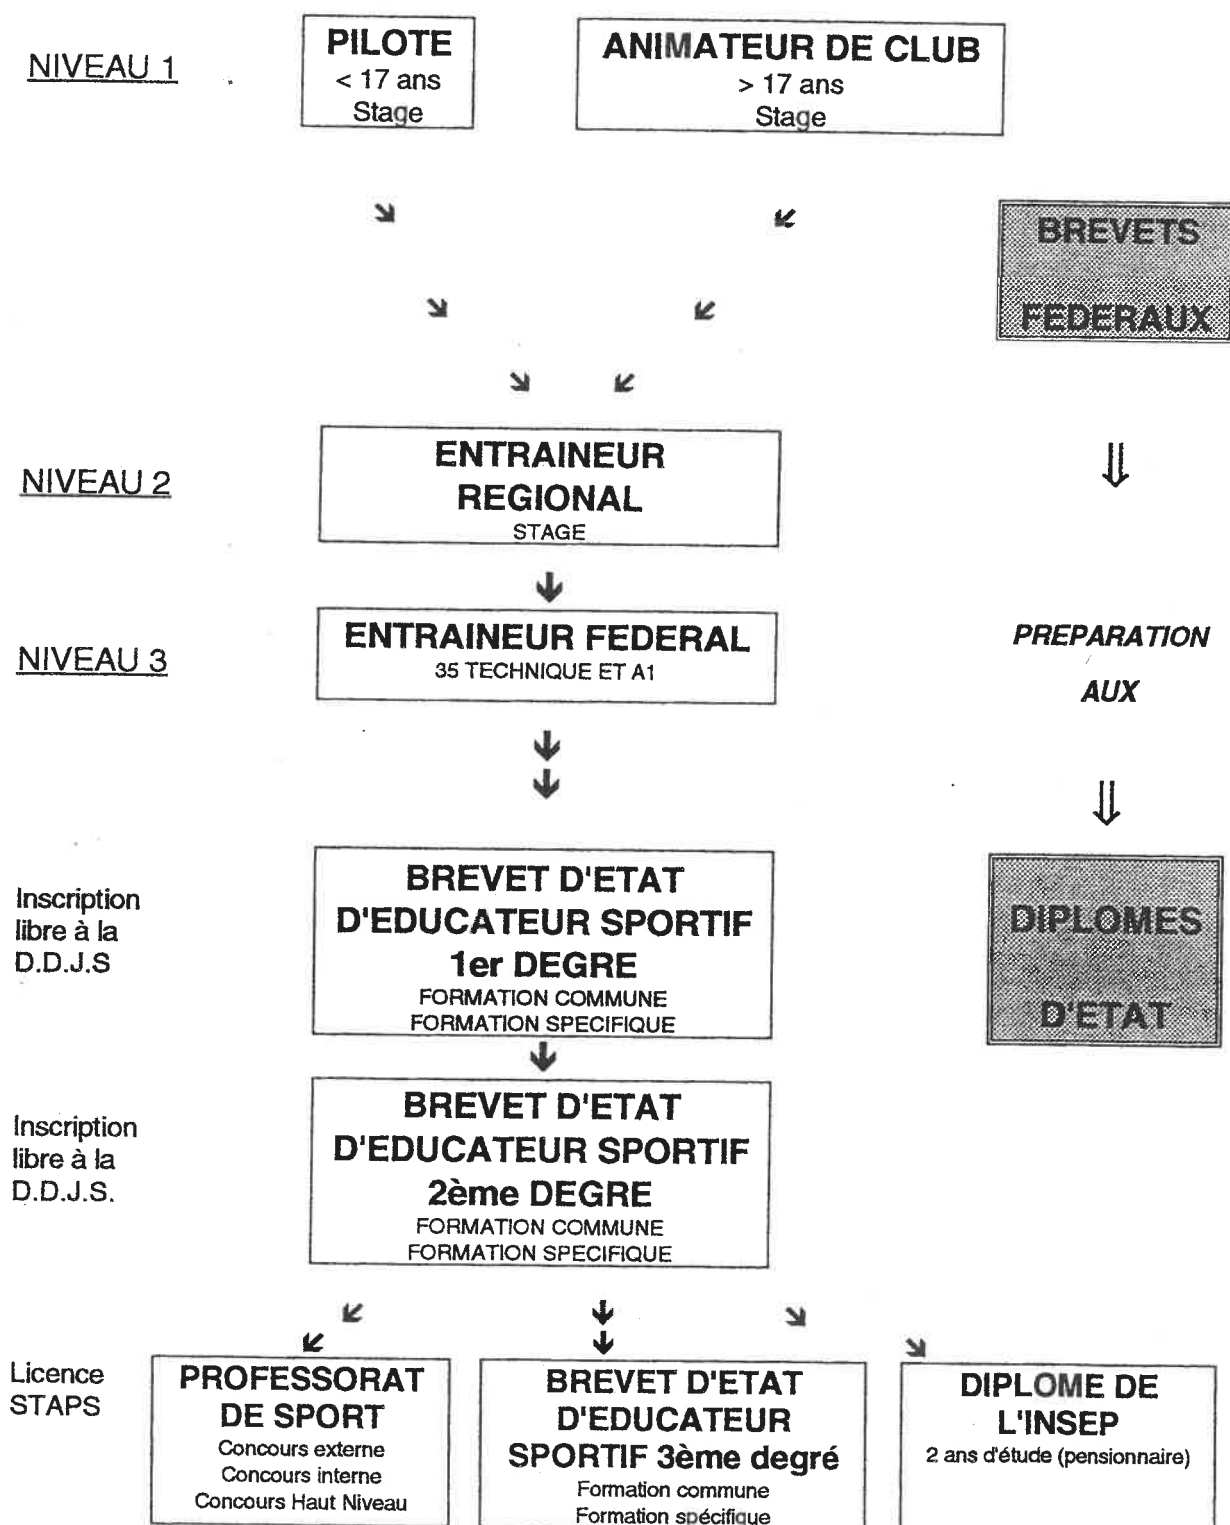 NIVEAU 1
PILOTE
< 17 ans
Stage
ANIMATEUR DE CLUB
> 17 ans
Stage
BREVETS
FEDERAUX
NIVEAU 2
ENTRAINEUR
REGIONAL
STAGE
NIVEAU 3
ENTRAINEUR FEDERAL
35 TECHNIQUE ET A1
PREPARATION
AUX
Inscription
libre à la
D.D.J.S
BREVET D'ETAT
D'EDUCATEUR SPORTIF
1er DEGRE
FORMATION COMMUNE
FORMATION SPECIFIQUE
DIPLOMES
D'ETAT
Inscription
libre à la
D.D.J.S.
BREVET D'ETAT
D'EDUCATEUR SPORTIF
2ème DEGRE
FORMATION COMMUNE
FORMATION SPECIFIQUE
Licence
STAPS
PROFESSORAT
DE SPORT
Concours externe
Concours interne
Concours Haut Niveau
BREVET D'ETAT
D'EDUCATEUR
SPORTIF 3ème degré
Formation commune
Formation spécifique
DIPLOME DE
L'INSEP
2 ans d'étude (pensionnaire)